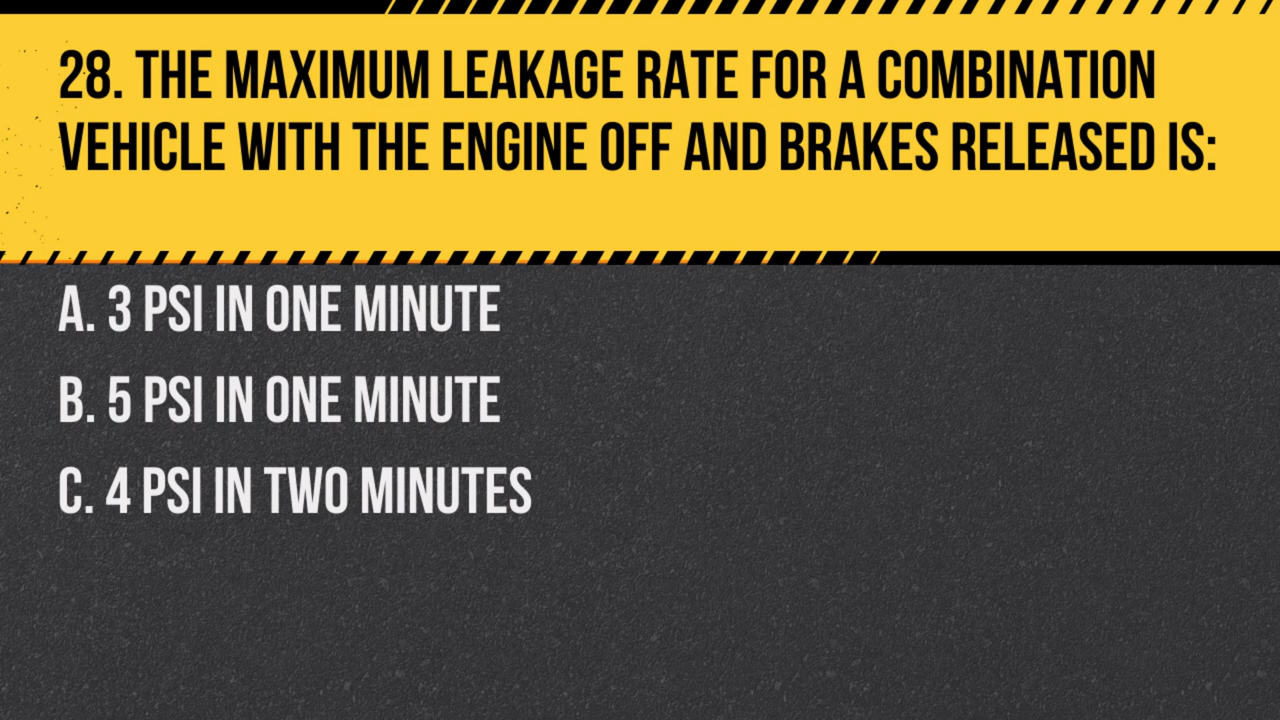 28. THE MAXIMUM LEAKAGE RATE FOR A COMBINATION
VEHICLE WITH THE ENGINE OFF AND BRAKES RELEASED IS:
A. 3 PSI IN ONE MINUTE
B. 5 PSI IN ONE MINUTE
C. 4 PSI IN TWO MINUTES